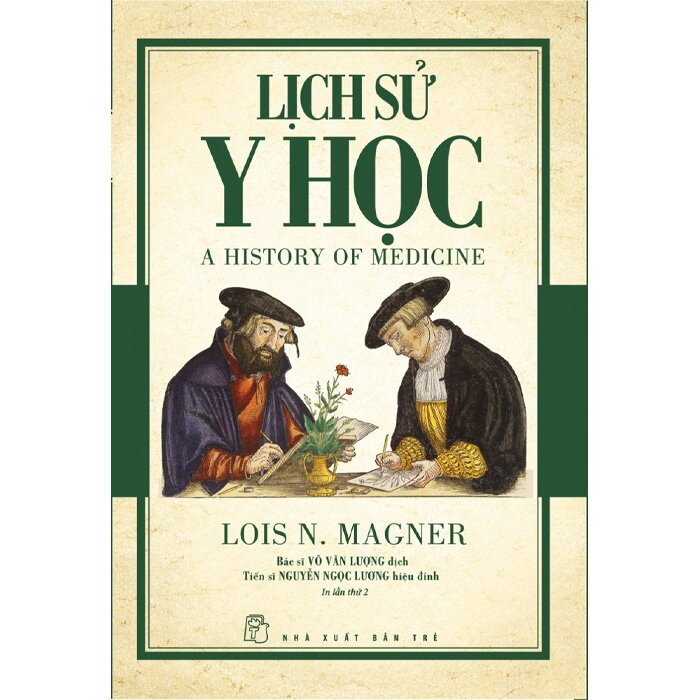 LỊCH SỬ
Y HỌC
A HISTORY OF MEDICINE
LOIS N. MAGNER
Bác sĩ VÕ VĂN LƯỢNG dịch
Tiến sĩ NGUYỄN NGỌC LƯƠNG hiệu đính
In lần thứ 2
NHÀ XUẤT BẢN TRẺ